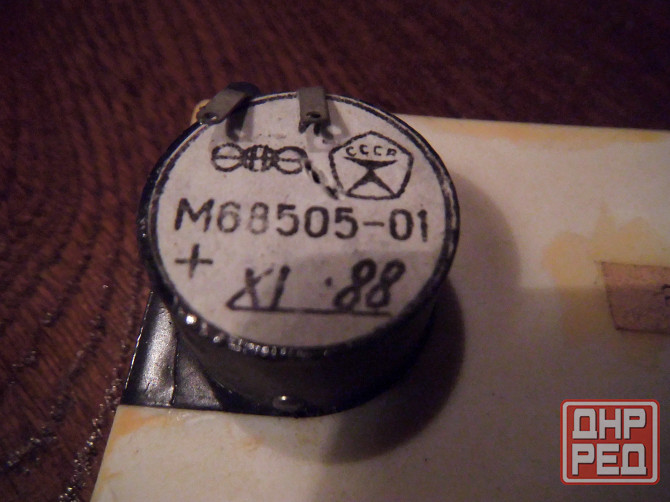 СССР
М68505-01
+
XI .88
ДНР
РЕД